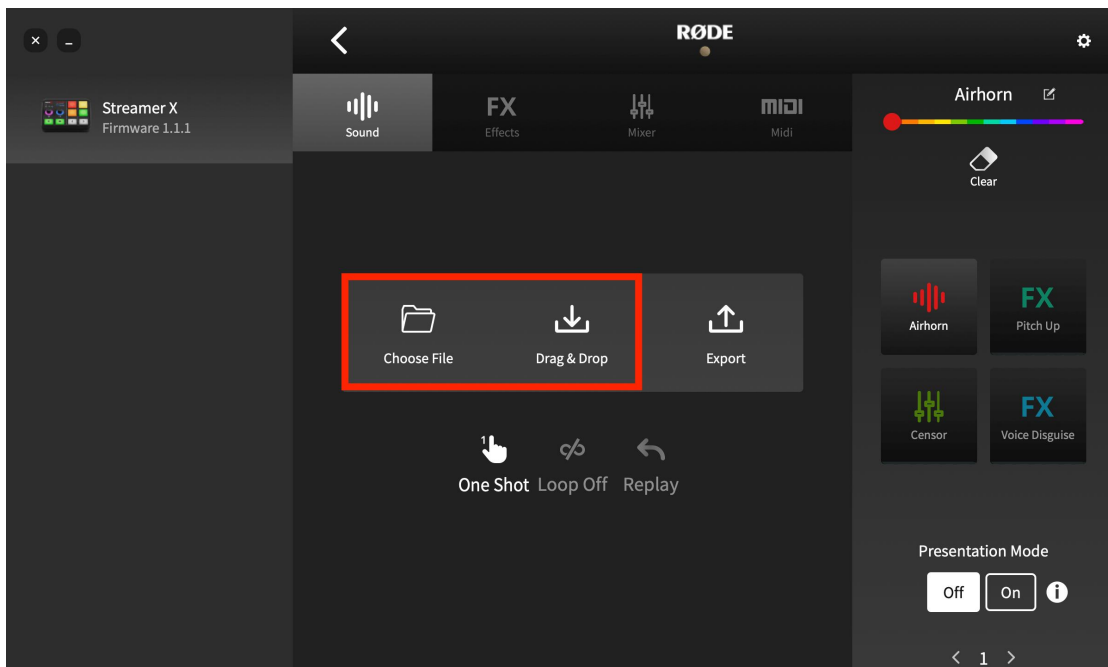 RØDE
Streamer X
Firmware 1.1.1
Sound
FX
Effects
Mixer
MIDI
Midi
Airhorn
Clear
Choose File
Drag & Drop
Export
Airhorn
FX
Pitch Up
Censor
FX
Voice Disguise
1
One Shot
Loop Off
Replay
Presentation Mode
Off
On
i
< 1 >